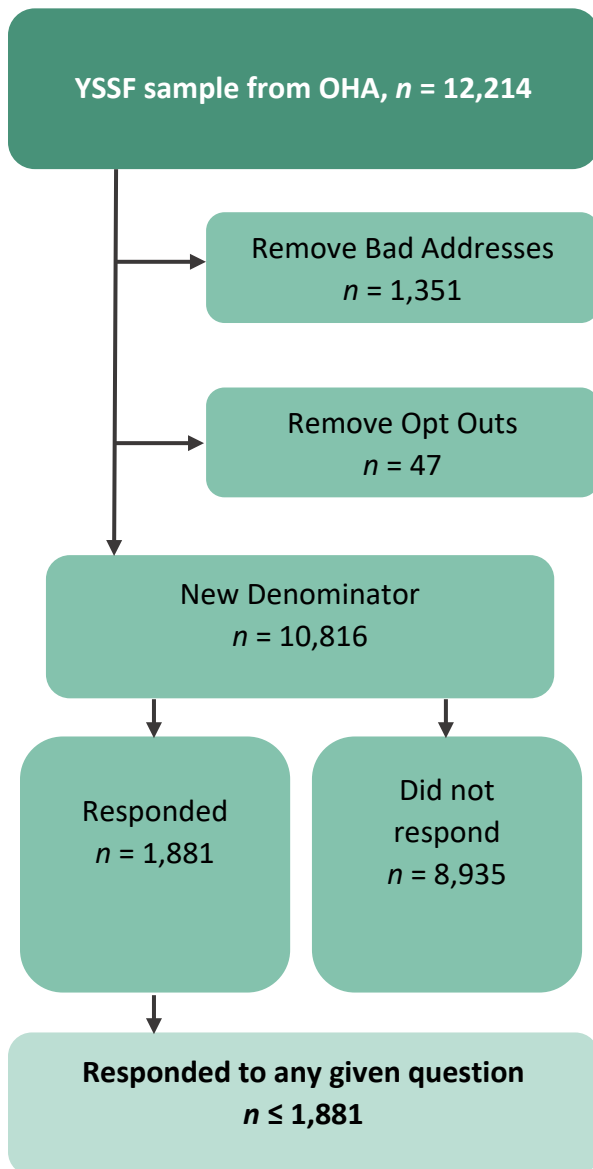 YSSF sample from OHA, n = 12,214
Remove Bad Addresses
n = 1,351
Remove Opt Outs
n = 47
New Denominator
n = 10,816
Responded
n = 1,881
Did not
respond
n = 8,935
Responded to any given question
n ≤ 1,881